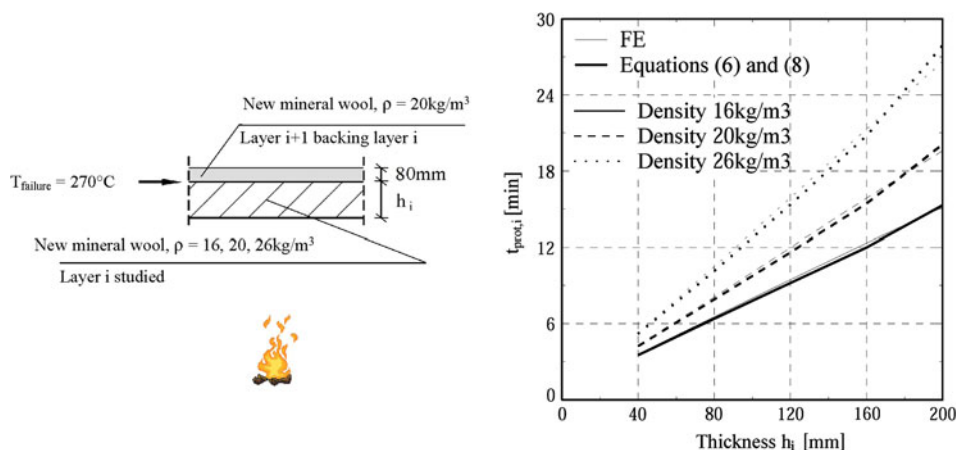 New mineral wool, ρ = 20kg/m³
Layer i+1 backing layer i
T_failure = 270°C
80mm
h_i
New mineral wool, ρ = 16, 20, 26kg/m³
Layer i studied
30
24
18
12
6
0
t_prot,i [min]
FE
Equations (6) and (8)
Density 16kg/m3
Density 20kg/m3
Density 26kg/m3
0 40 80 120 160 200
Thickness h_i [mm]